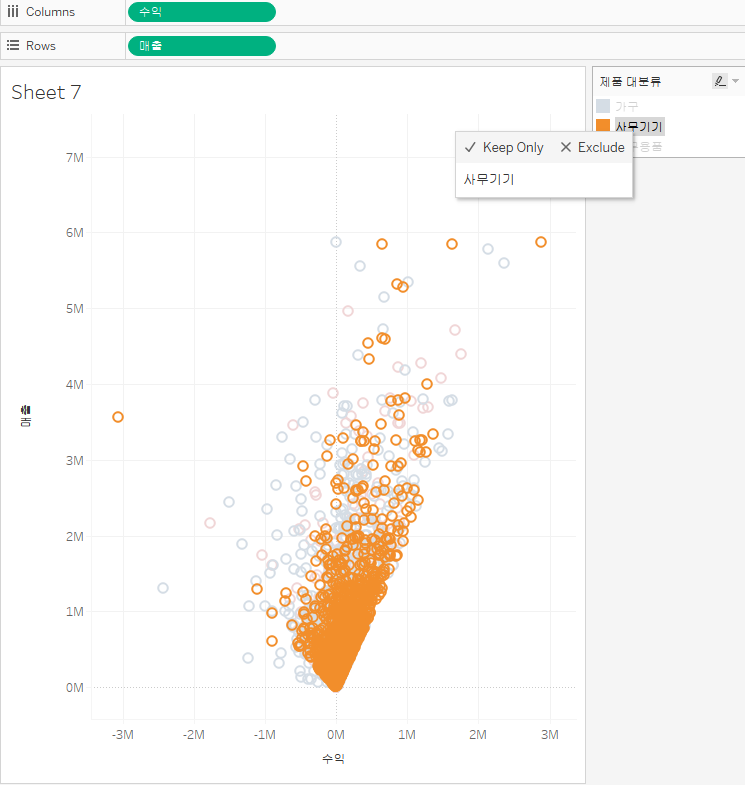 Columns 수익
Rows 매출
Sheet 7
제품 대분류
가구
사무기기
Keep Only Exclude
사무기기
7M
6M
5M
4M
3M
2M
1M
0M
매출
-3M -2M -1M 0M 1M 2M 3M
수익